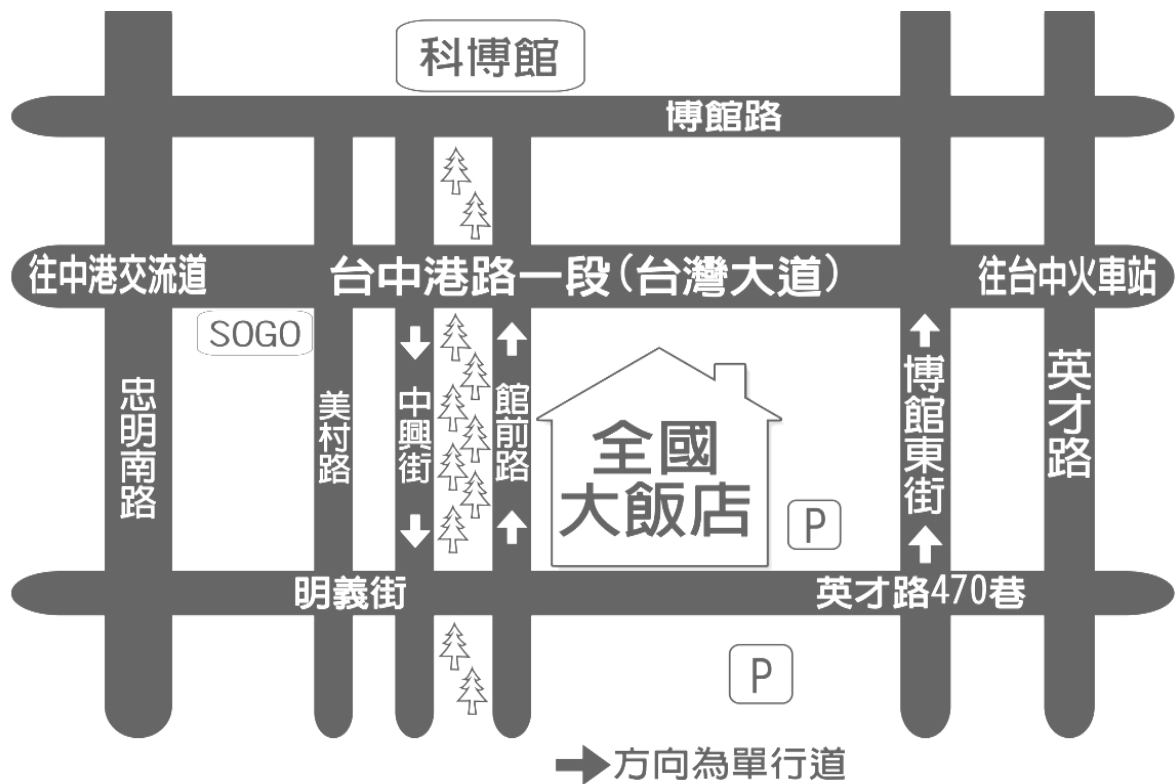 科博館
博館路
往中港交流道
台中港路一段(台灣大道)
往台中火車站
SOGO
忠明南路
美村路
中興街
館前路
全國
大飯店
P
博館東街
英才路
明義街
英才路470巷
P
方向為單行道